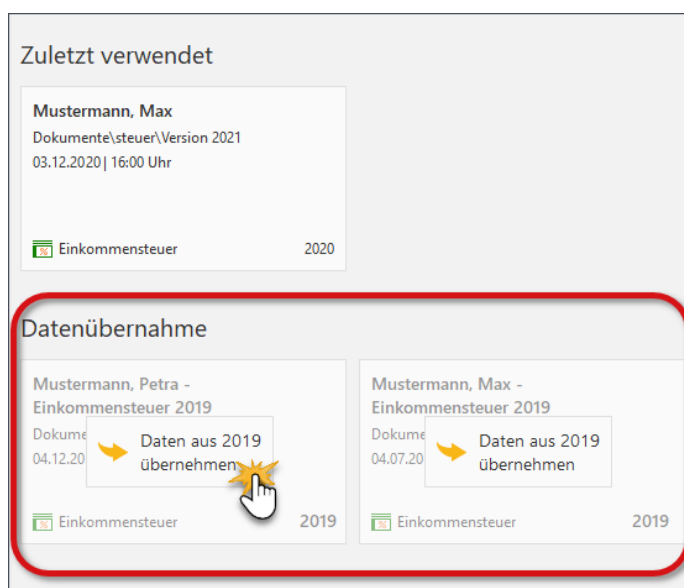 Zuletzt verwendet
Mustermann, Max
Dokumente\steuer\Version 2021
03.12.2020 | 16:00 Uhr
Einkommensteuer 2020
Datenübernahme
Mustermann, Petra -
Einkommensteuer 2019
Dokume
04.12.20
Daten aus 2019
übernehmen
Einkommensteuer 2019
Mustermann, Max -
Einkommensteuer 2019
Dokume
04.07.20
Daten aus 2019
übernehmen
Einkommensteuer 2019